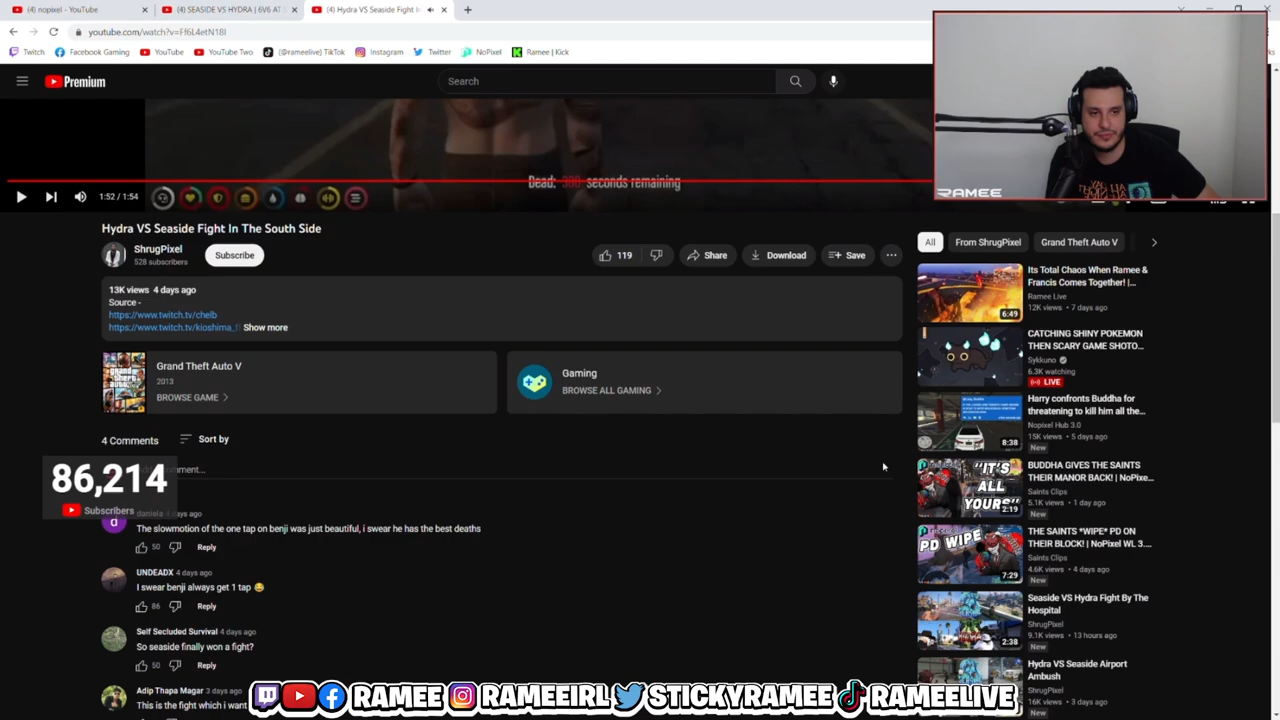 (4) nopixel - YouTube
(4) SEASIDE VS HYDRA | 6V6 AT
(4) Hydra VS Seaside Fight In
youtube.com/watch?v=Ff6L4etN18I
Twitch
Facebook Gaming
YouTube
YouTube Two
(@rameelive) TikTok
Instagram
Twitter
NoPixel
Ramee | Kick
Premium
Search
RAMEE
Dead: 300 seconds remaining
1:52 / 1:54
Hydra VS Seaside Fight In The South Side
ShrugPixel
528 subscribers
Subscribe
119
Share
Download
Save
13K views 4 days ago
Source -
https://www.twitch.tv/chelb
https://www.twitch.tv/kioshima_
Show more
Grand Theft Auto V
2013
BROWSE GAME
Gaming
BROWSE ALL GAMING
4 Comments
Sort by
comment...
86,214
Subscribers
daniela 4 days ago
The slowmotion of the one tap on benji was just beautiful, i swear he has the best deaths
50
Reply
UNDEADX 4 days ago
I swear benji always get 1 tap 😂
86
Reply
Self Secluded Survival 4 days ago
So seaside finally won a fight?
50
Reply
Adip Thapa Magar 3 days ago
This is the fight which i want
All
From ShrugPixel
Grand Theft Auto V
Its Total Chaos When Ramee &
Francis Comes Together! |...
Ramee Live
12K views • 7 days ago
6:49
CATCHING SHINY POKEMON
THEN SCARY GAME SHOTO...
Sykkuno
6.3K watching
LIVE
Harry confronts Buddha for
threatening to kill him all the...
Nopixel Hub 3.0
15K views • 5 days ago
New
8:38
BUDDHA GIVES THE SAINTS
THEIR MANOR BACK! | NoPixe...
Saints Clips
5.1K views • 1 day ago
New
"IT'S
ALL
YOURS"
2:19
THE SAINTS *WIPE* PD ON
THEIR BLOCK! | NoPixel WL 3....
Saints Clips
4.6K views • 4 days ago
New
PD WIPE
7:29
Seaside VS Hydra Fight By The
Hospital
ShrugPixel
9.1K views • 13 hours ago
New
2:38
Hydra VS Seaside Airport
Ambush
ShrugPixel
16K views • 3 days ago
New
RAMEE
RAMEEIRL
STICKYRAMEE
RAMEELIVE